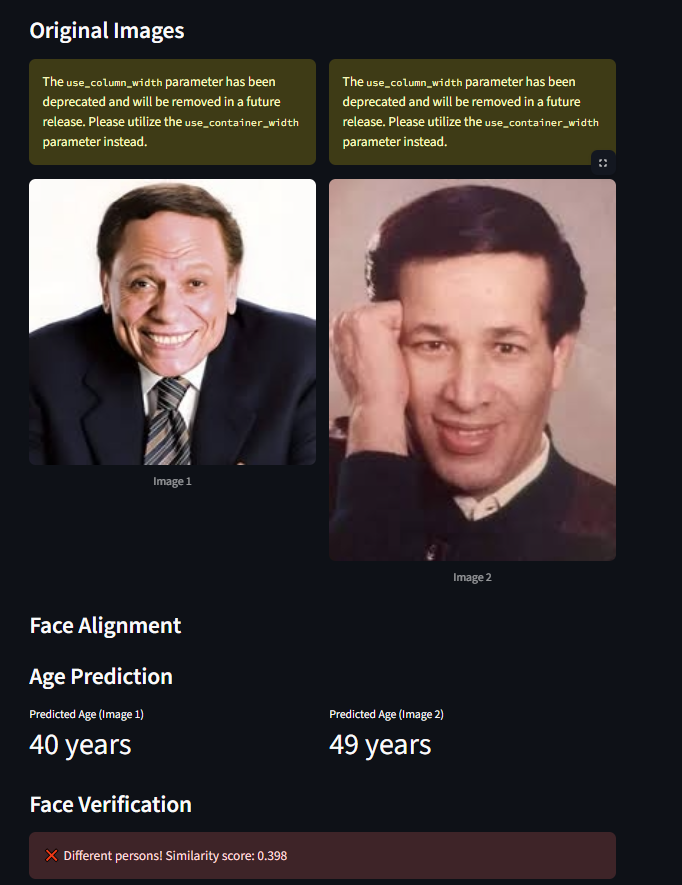 Original Images
The use_column_width parameter has been
deprecated and will be removed in a future
release. Please utilize the use_container_width
parameter instead.
The use_column_width parameter has been
deprecated and will be removed in a future
release. Please utilize the use_container_width
parameter instead.
Image 1
Image 2
Face Alignment
Age Prediction
Predicted Age (Image 1)
40 years
Predicted Age (Image 2)
49 years
Face Verification
❌ Different persons! Similarity score: 0.398